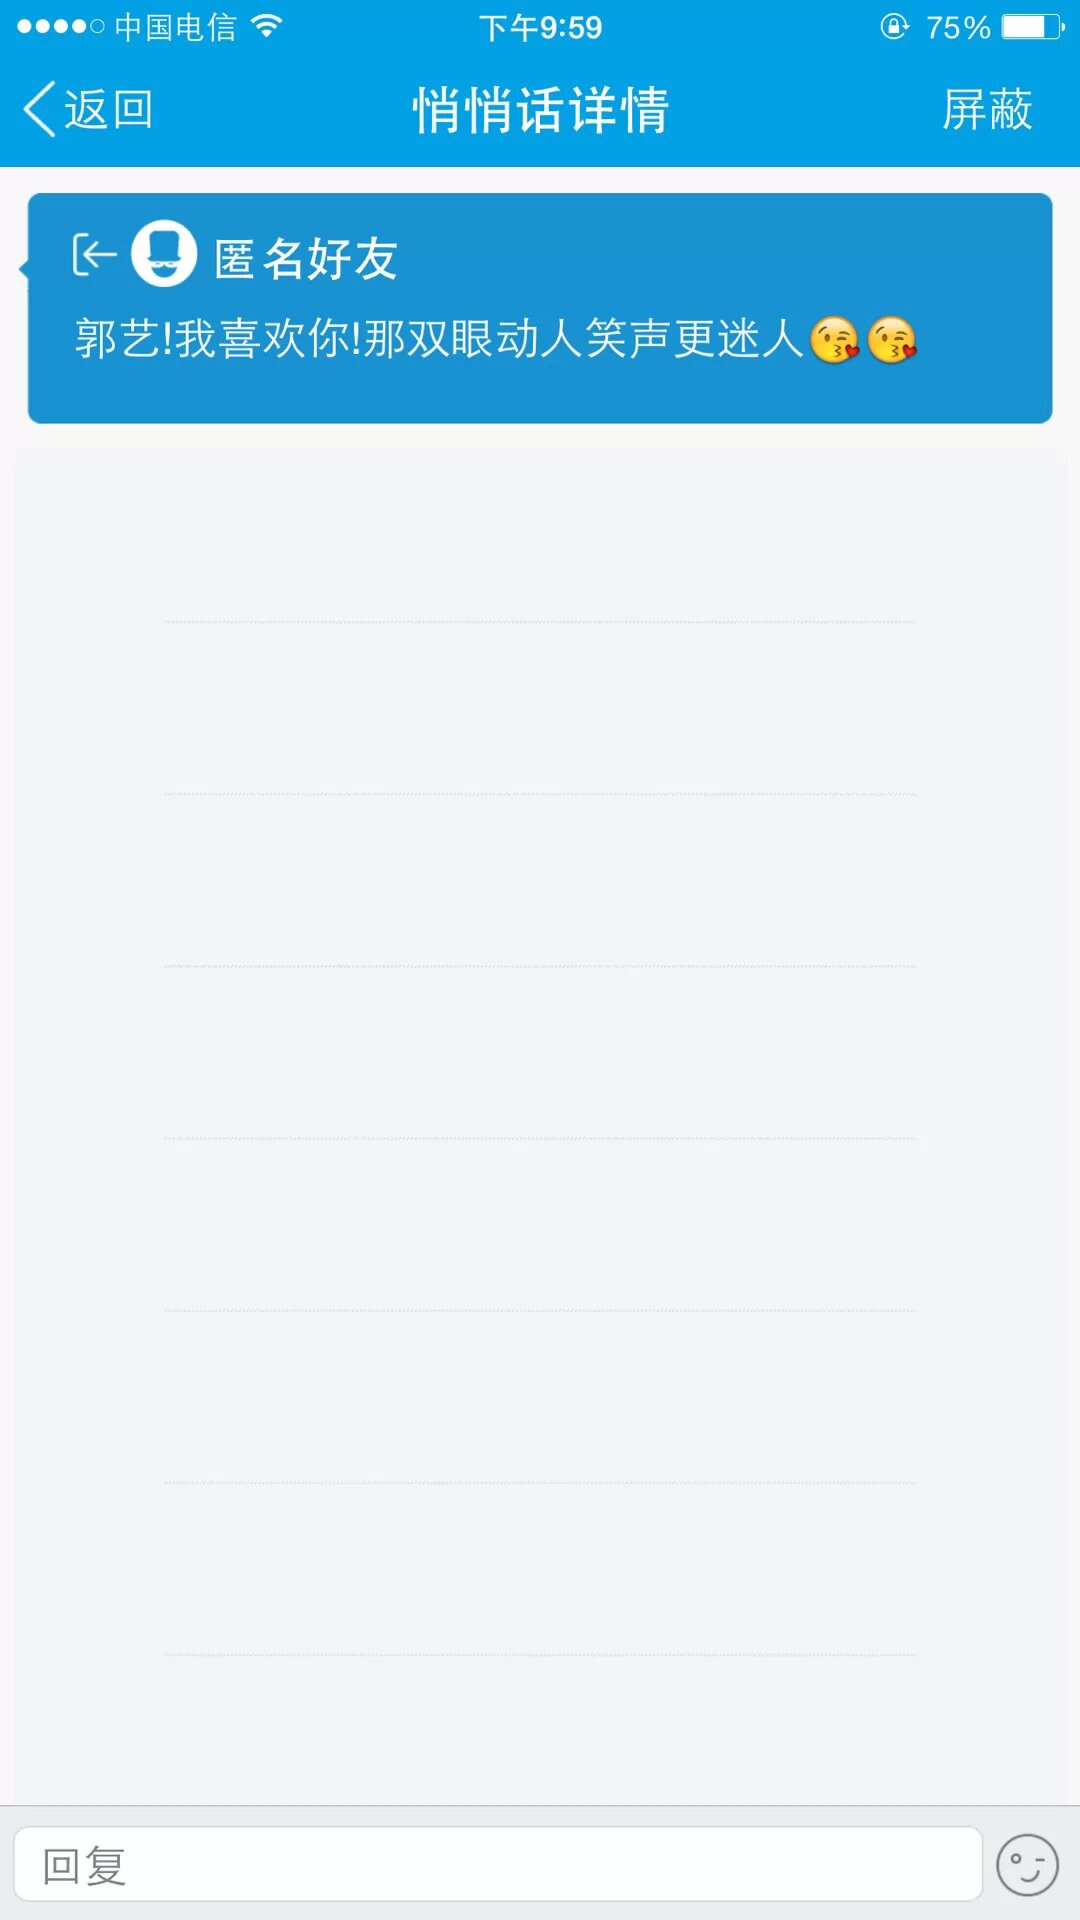 中国电信 下午9:59 75%
返回 悄悄话详情 屏蔽
匿名好友
郭艺!我喜欢你!那双眼动人笑声更迷人😘😘
回复